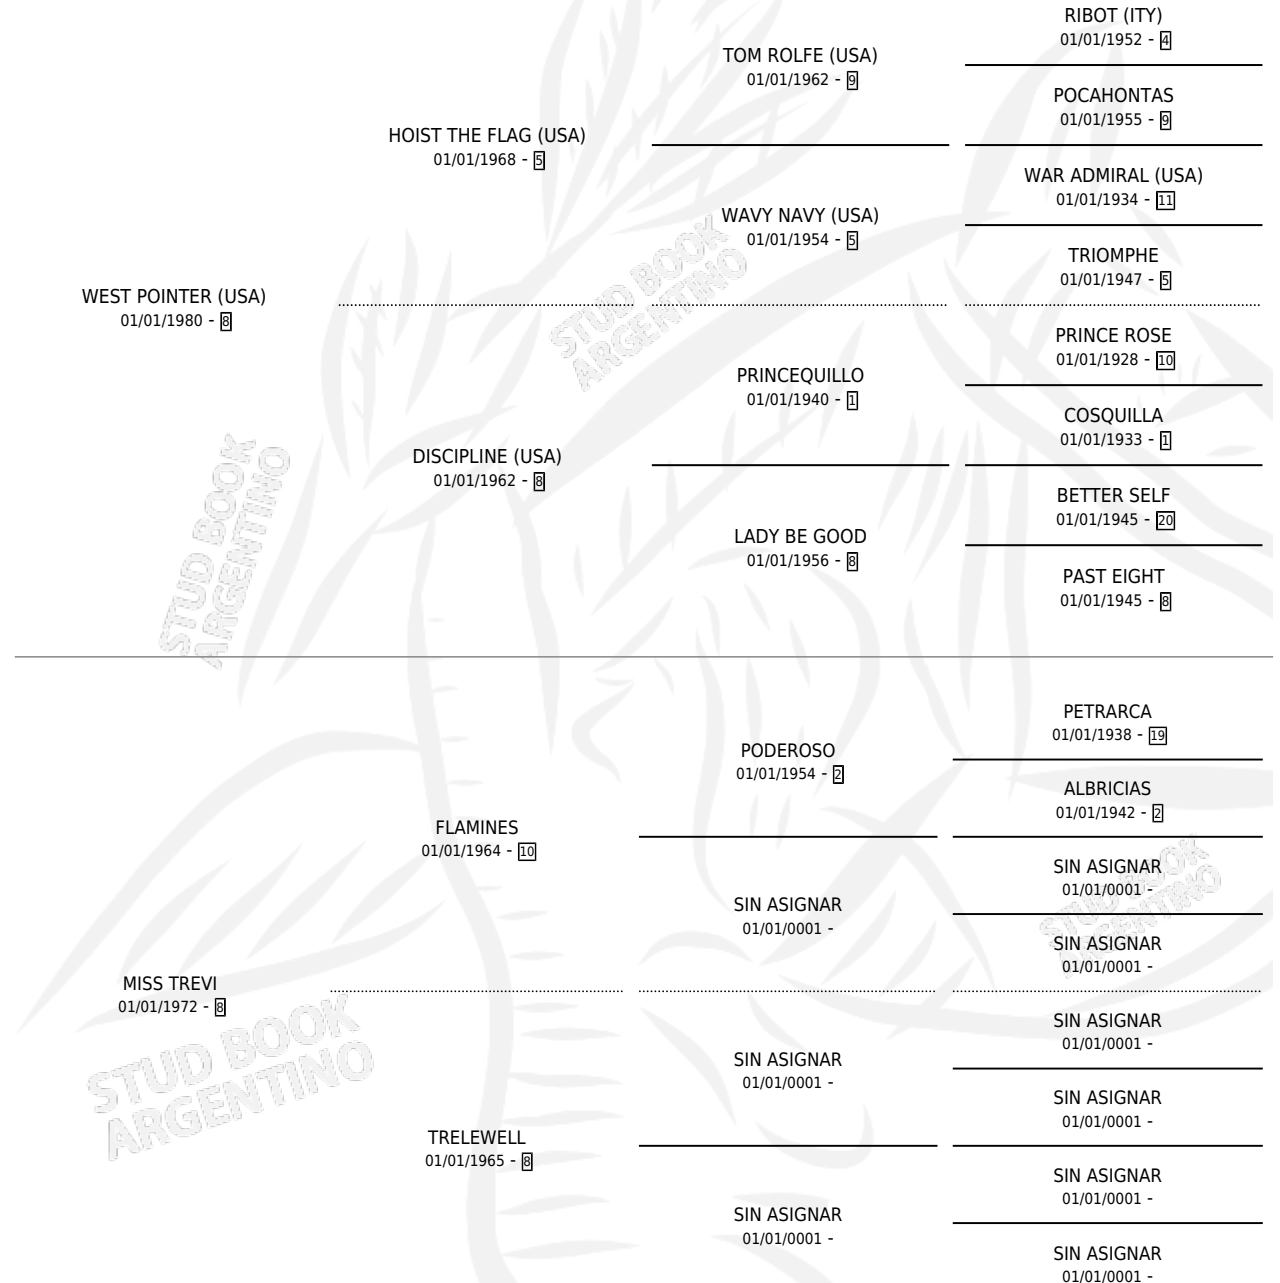 RIBOT (ITY)
01/01/1952 - 4
TOM ROLFE (USA)
01/01/1962 - 9
POCAHONTAS
01/01/1955 - 9
HOIST THE FLAG (USA)
01/01/1968 - 5
WAR ADMIRAL (USA)
01/01/1934 - 11
WAVY NAVY (USA)
01/01/1954 - 5
TRIOMPHE
01/01/1947 - 5
WEST POINTER (USA)
01/01/1980 - 8
PRINCE ROSE
01/01/1928 - 10
PRINCEQUILLO
01/01/1940 - 1
COSQUILLA
01/01/1933 - 1
DISCIPLINE (USA)
01/01/1962 - 8
BETTER SELF
01/01/1945 - 20
LADY BE GOOD
01/01/1956 - 8
PAST EIGHT
01/01/1945 - 8
PETRARCA
01/01/1938 - 19
PODEROSO
01/01/1954 - 2
ALBRICIAS
01/01/1942 - 2
FLAMINES
01/01/1964 - 10
SIN ASIGNAR
01/01/0001 -
SIN ASIGNAR
01/01/0001 -
SIN ASIGNAR
01/01/0001 -
MISS TREVI
01/01/1972 - 8
SIN ASIGNAR
01/01/0001 -
SIN ASIGNAR
01/01/0001 -
SIN ASIGNAR
01/01/0001 -
TRELEWELL
01/01/1965 - 8
SIN ASIGNAR
01/01/0001 -
SIN ASIGNAR
01/01/0001 -
SIN ASIGNAR
01/01/0001 -
STUD BOOK
ARGENTINO
STUD BOOK
ARGENTINO
STUD BOOK
ARGENTINO
STUD BOOK
ARGENTINO